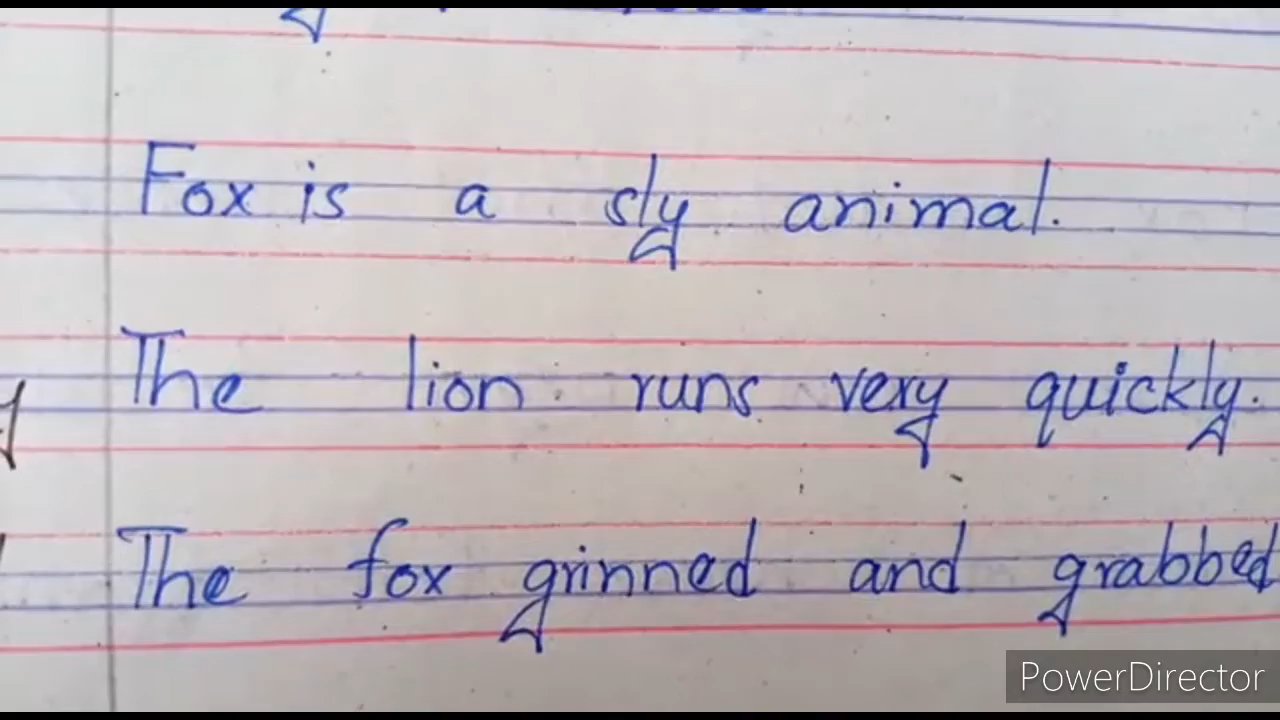 Fox is a sly animal.
The lion runs very quickly.
The fox grinned and grabbed
PowerDirector